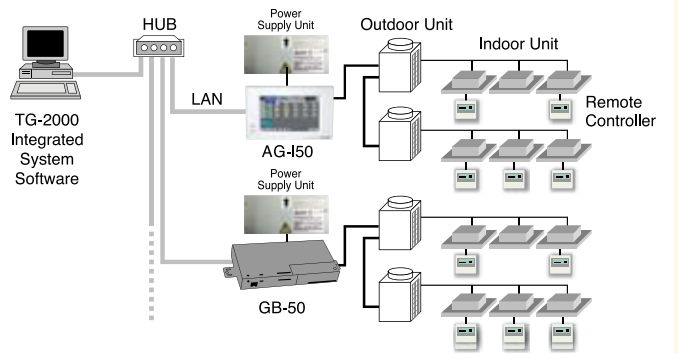 HUB
Power
Supply Unit
Outdoor Unit
Indoor Unit
LAN
Remote
Controller
TG-2000
Integrated
System
Software
AG-I50
Power
Supply Unit
GB-50